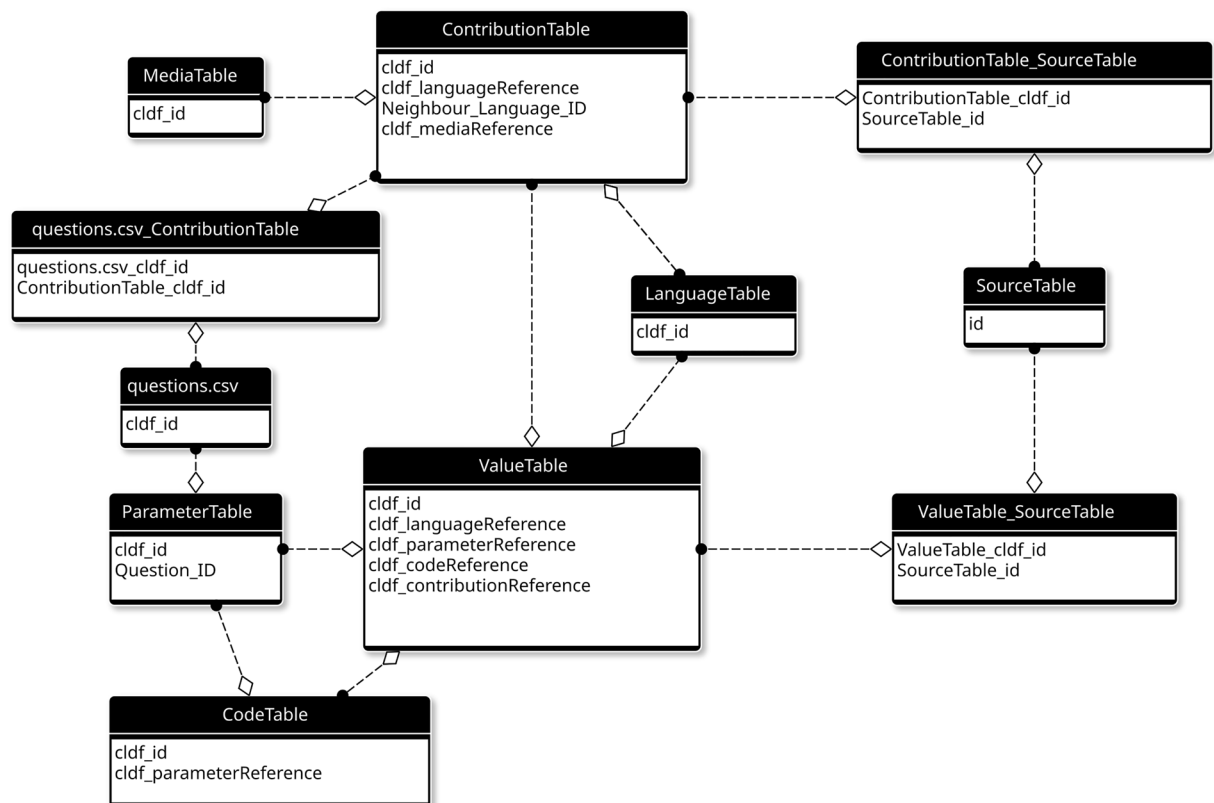 ContributionTable
cldf_id
cldf_languageReference
Neighbour_Language_ID
cldf_mediaReference
MediaTable
cldf_id
ContributionTable_SourceTable
ContributionTable_cldf_id
SourceTable_id
questions.csv_ContributionTable
questions.csv_cldf_id
ContributionTable_cldf_id
LanguageTable
cldf_id
SourceTable
id
questions.csv
cldf_id
ParameterTable
cldf_id
Question_ID
ValueTable
cldf_id
cldf_languageReference
cldf_parameterReference
cldf_codeReference
cldf_contributionReference
ValueTable_SourceTable
ValueTable_cldf_id
SourceTable_id
CodeTable
cldf_id
cldf_parameterReference